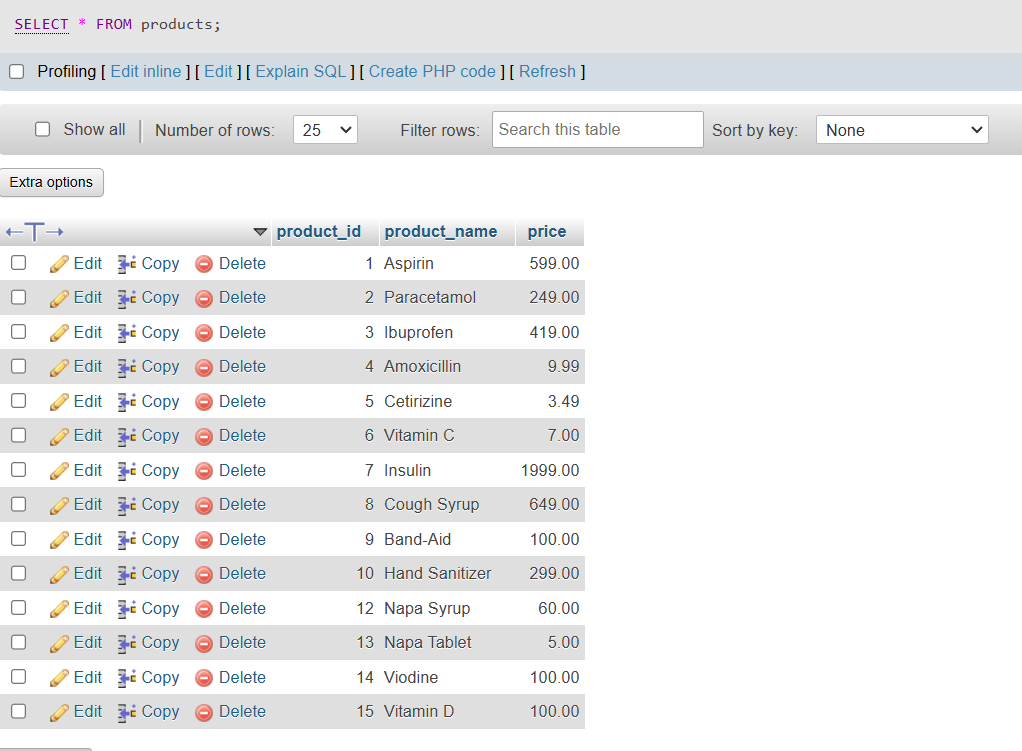 SELECT * FROM products;
Profiling [ Edit inline ] [ Edit ] [ Explain SQL ] [ Create PHP code ] [ Refresh ]
Show all Number of rows: 25 Filter rows: Search this table Sort by key: None
Extra options
←T→ product_id product_name price
Edit Copy Delete 1 Aspirin 599.00
Edit Copy Delete 2 Paracetamol 249.00
Edit Copy Delete 3 Ibuprofen 419.00
Edit Copy Delete 4 Amoxicillin 9.99
Edit Copy Delete 5 Cetirizine 3.49
Edit Copy Delete 6 Vitamin C 7.00
Edit Copy Delete 7 Insulin 1999.00
Edit Copy Delete 8 Cough Syrup 649.00
Edit Copy Delete 9 Band-Aid 100.00
Edit Copy Delete 10 Hand Sanitizer 299.00
Edit Copy Delete 12 Napa Syrup 60.00
Edit Copy Delete 13 Napa Tablet 5.00
Edit Copy Delete 14 Viodine 100.00
Edit Copy Delete 15 Vitamin D 100.00